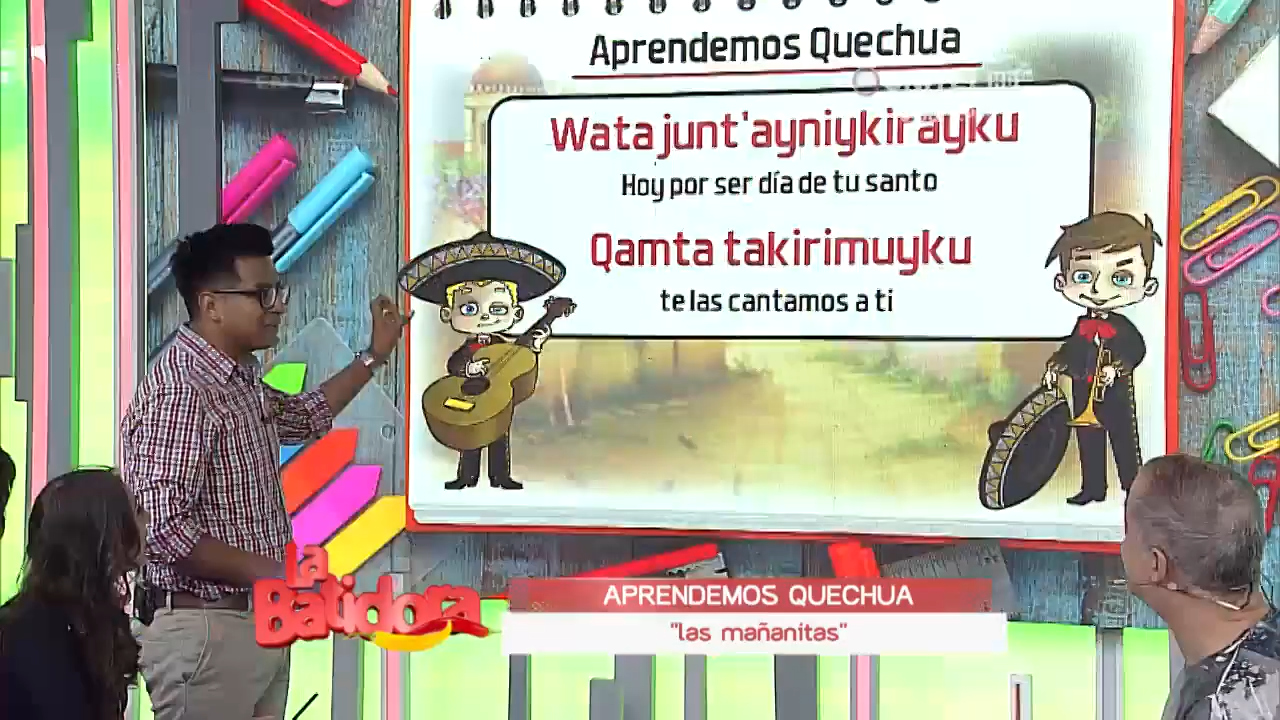 Aprendemos Quechua
Wata junt'ayniykirayku
Hoy por ser día de tu santo
Qamta takirimuyku
te las cantamos a ti
la Batidora
APRENDEMOS QUECHUA
"las mañanitas"